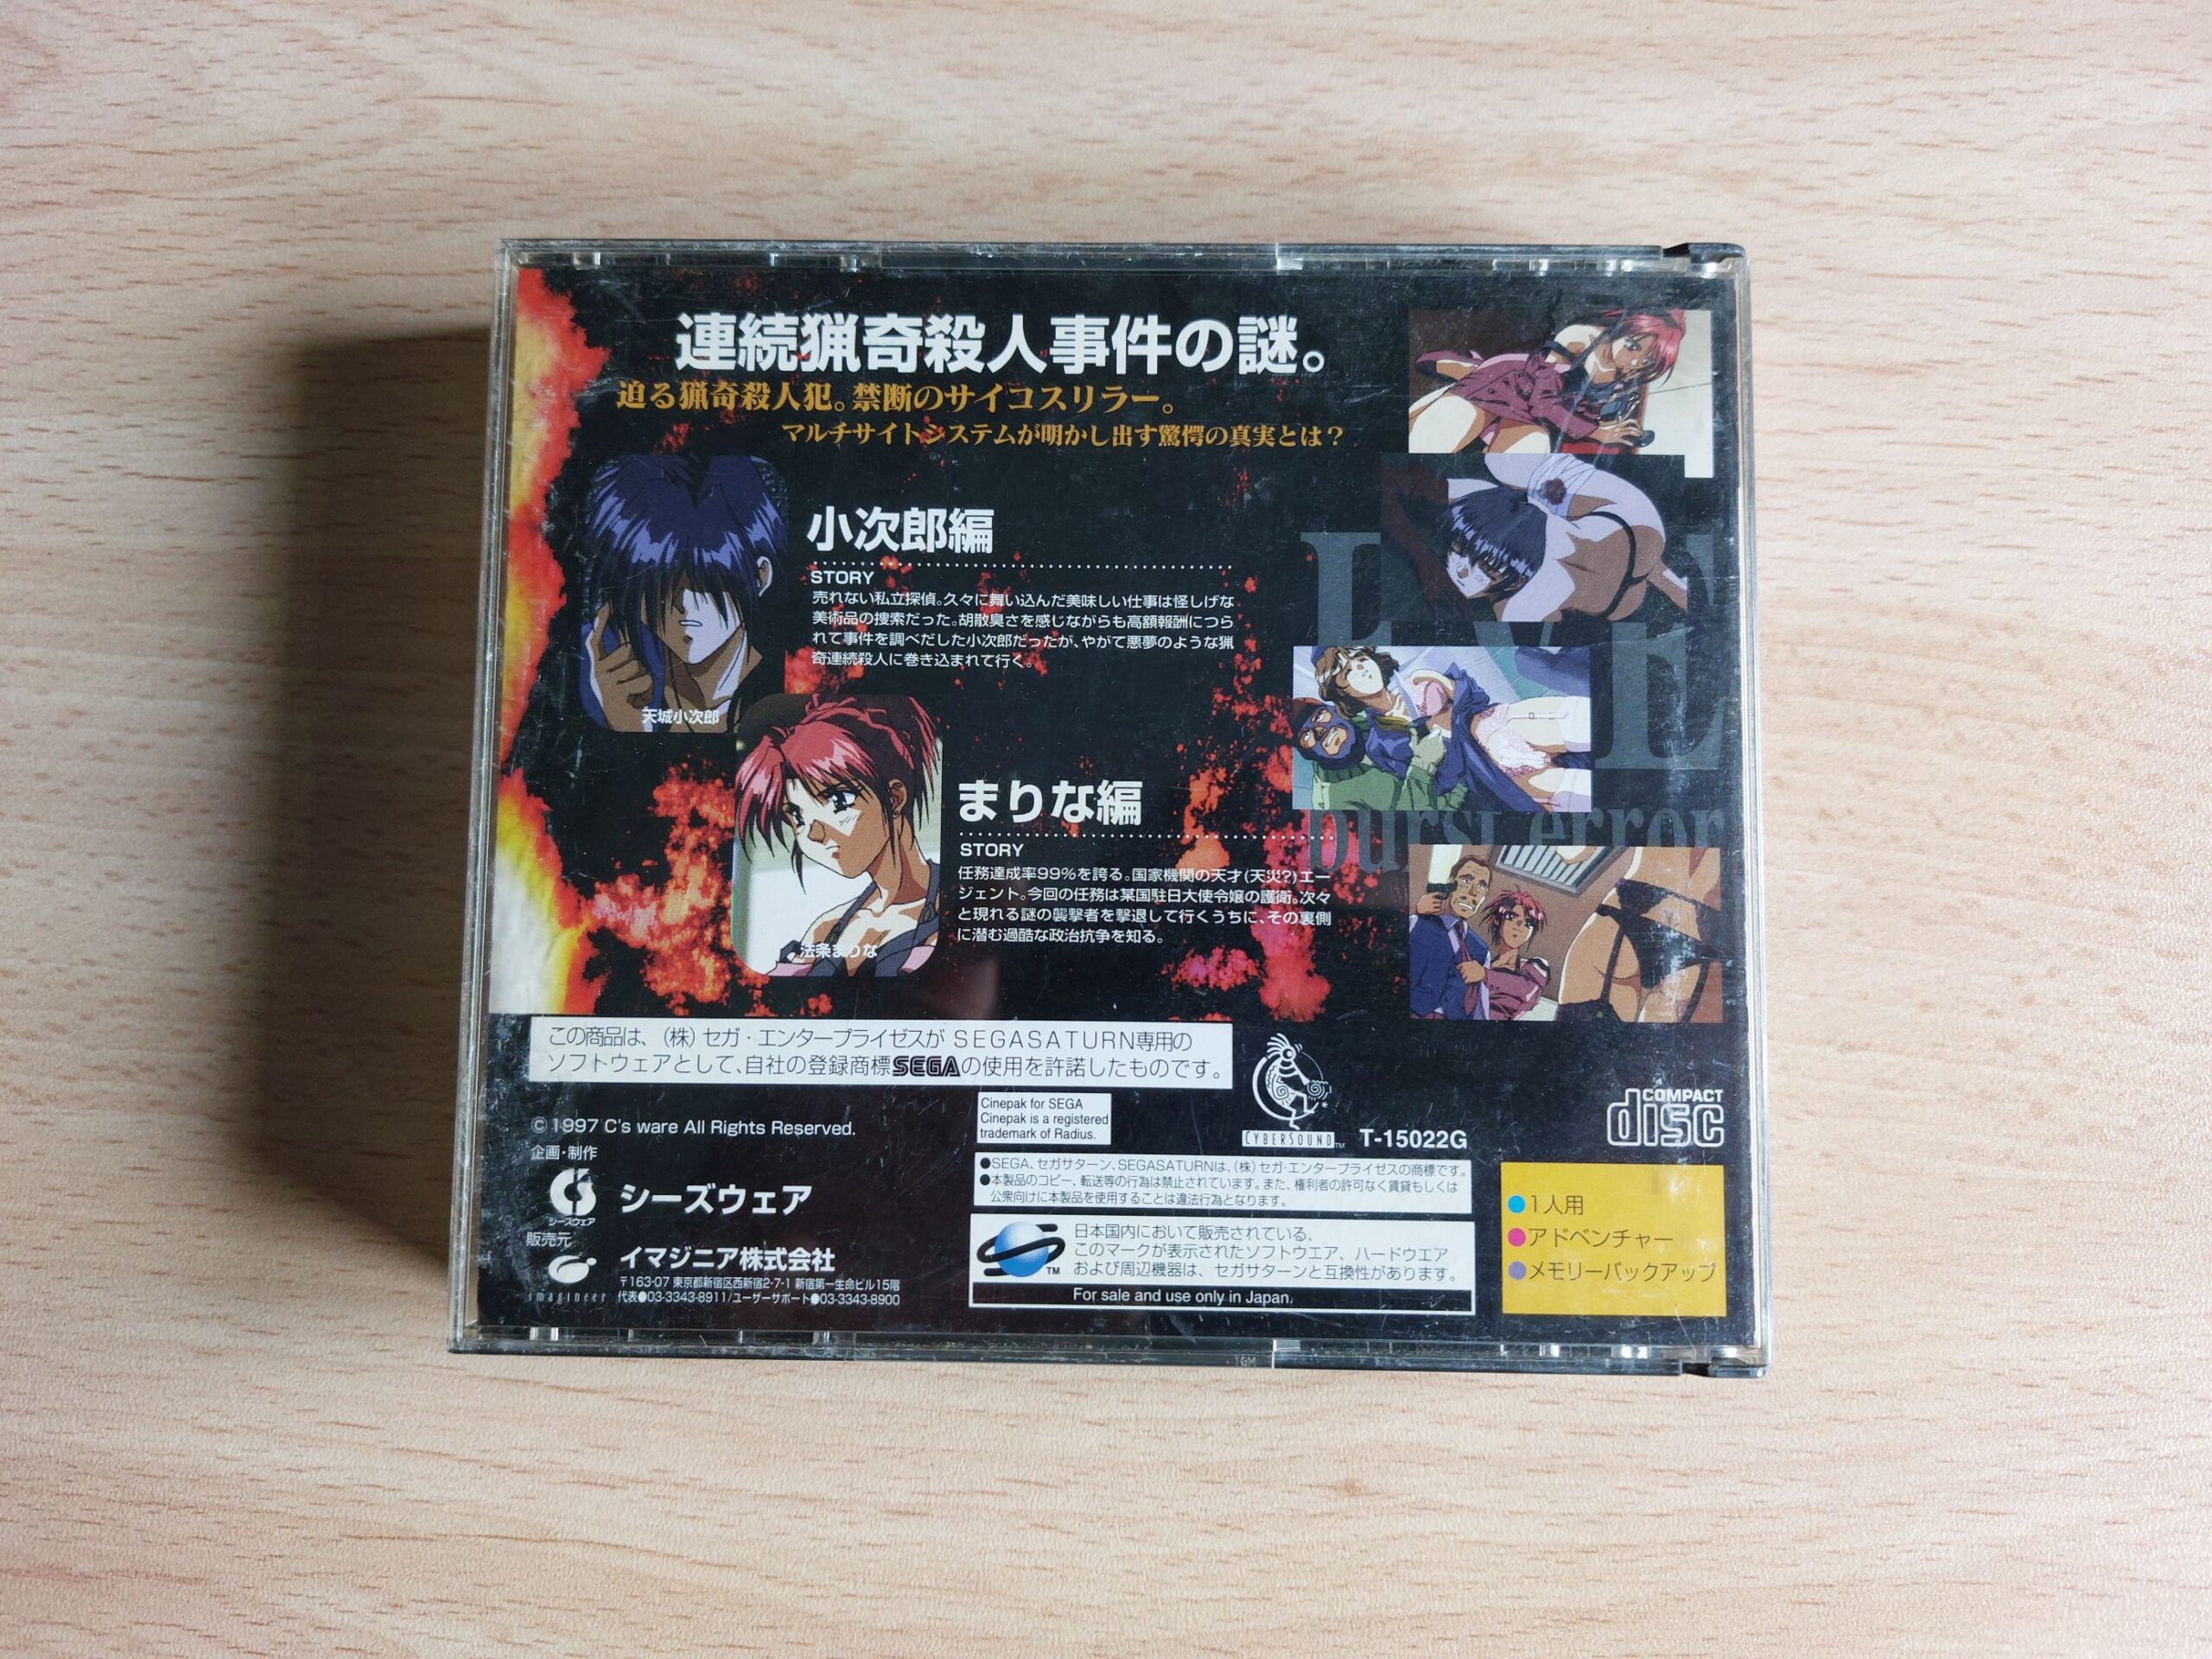 連続猟奇殺人事件の謎。
迫る猟奇殺人犯。禁断のサイコスリラー。
マルチサイトシステムが明かし出す驚愕の真実とは？
小次郎編
STORY
売れない私立探偵。久々に舞い込んだ美味しい仕事は怪しげな
美術品の捜索だった。胡散臭さを感じながらも高額報酬につら
れて事件を調べだした小次郎だったが、やがて悪夢のような猟
奇連続殺人に巻き込まれて行く。
天城小次郎
まりな編
STORY
任務達成率99%を誇る。国家機関の天才(天災?)エー
ジェント。今回の任務は某国駐日大使令嬢の護衛。次々
と現れる謎の襲撃者を撃退して行くうちに、その裏側
に潜む過酷な政治抗争を知る。
法条まりな
EVE
burst error
この商品は、(株)セガ・エンタープライゼスが SEGASATURN専用の
ソフトウェアとして、自社の登録商標SEGAの使用を許諾したものです。
© 1997 C's ware All Rights Reserved.
企画・制作
シーズウェア
シーズウェア
販売元
imagineer
イマジニア株式会社
〒163-07 東京都新宿区西新宿2-7-1 新宿第一生命ビル15階
代表●03-3343-8911/ユーザーサポート●03-3343-8900
Cinepak for SEGA
Cinepak is a registered
trademark of Radius.
CYBERSOUND™
T-15022G
COMPACT
disc
●SEGA、セガサターン、SEGASATURNは、(株)セガ・エンタープライゼスの商標です。
●本製品のコピー、転送等の行為は禁止されています。また、権利者の許可なく賃貸もしくは
公衆向けに本製品を使用することは違法行為となります。
TM
日本国内において販売されている、
このマークが表示されたソフトウエア、ハードウエア
および周辺機器は、セガサターンと互換性があります。
For sale and use only in Japan.
●1人用
●アドベンチャー
●メモリーバックアップ